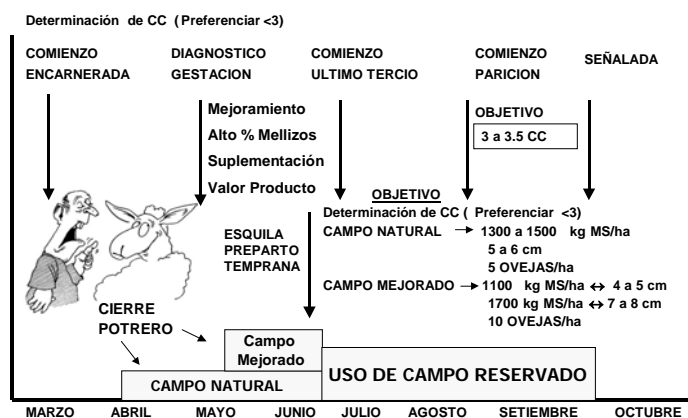 Determinación de CC ( Preferenciar <3)
COMIENZO
ENCARNERADA
DIAGNOSTICO
GESTACION
COMIENZO
ULTIMO TERCIO
COMIENZO
PARICION
SEÑALADA
Mejoramiento
Alto % Mellizos
Suplementación
Valor Producto
OBJETIVO
3 a 3.5 CC
ESQUILA
PREPARTO
TEMPRANA
OBJETIVO
Determinación de CC ( Preferenciar <3)
CAMPO NATURAL → 1300 a 1500 kg MS/ha
5 a 6 cm
5 OVEJAS/ha
CAMPO MEJORADO → 1100 kg MS/ha ↔ 4 a 5 cm
1700 kg MS/ha ↔ 7 a 8 cm
10 OVEJAS/ha
CIERRE
POTRERO
Campo
Mejorado
CAMPO NATURAL
USO DE CAMPO RESERVADO
MARZO ABRIL MAYO JUNIO JULIO AGOSTO SETIEMBRE OCTUBRE